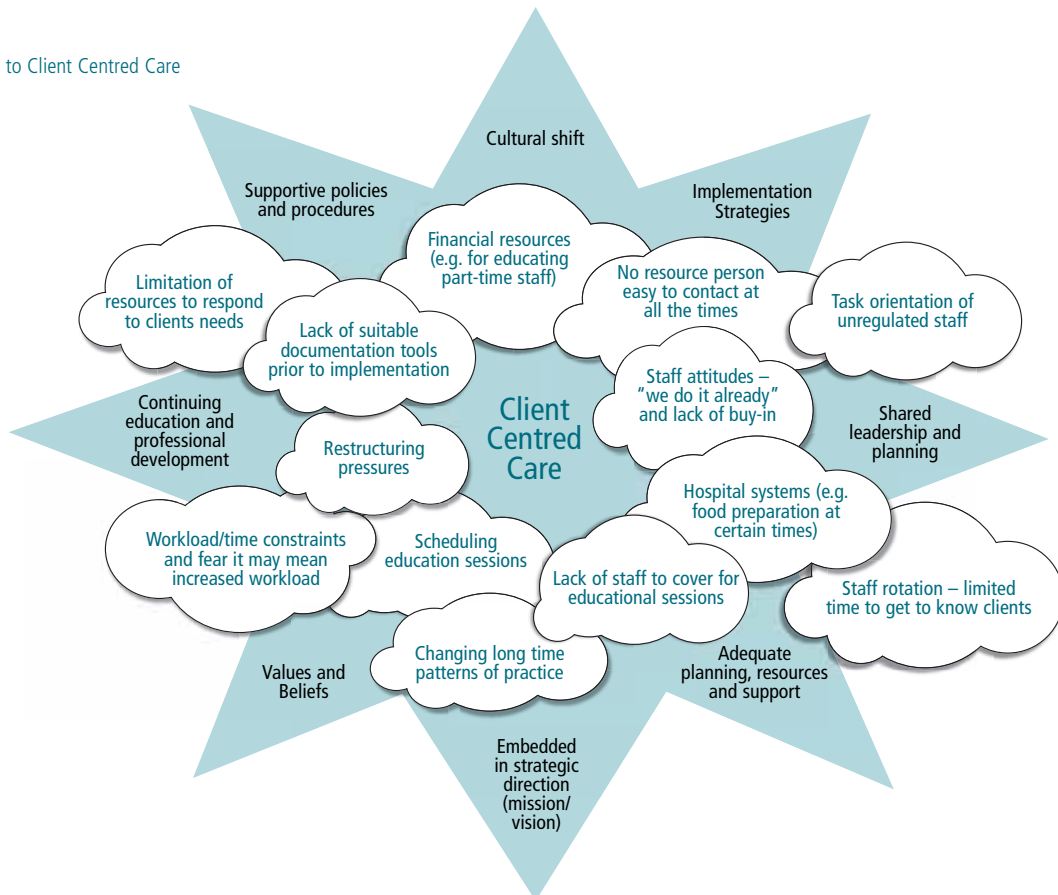 to Client Centred Care
Cultural shift
Supportive policies
and procedures
Implementation
Strategies
Financial resources
(e.g. for educating
part-time staff)
No resource person
easy to contact at
all the times
Limitation of
resources to respond
to clients needs
Task orientation of
unregulated staff
Lack of suitable
documentation tools
prior to implementation
Staff attitudes –
“we do it already”
and lack of buy-in
Continuing
education and
professional
development
Client
Centred
Care
Shared
leadership and
planning
Restructuring
pressures
Hospital systems (e.g.
food preparation at
certain times)
Workload/time constraints
and fear it may mean
increased workload
Scheduling
education sessions
Lack of staff to cover for
educational sessions
Staff rotation – limited
time to get to know clients
Values and
Beliefs
Changing long time
patterns of practice
Adequate
planning, resources
and support
Embedded
in strategic
direction
(mission/
vision)